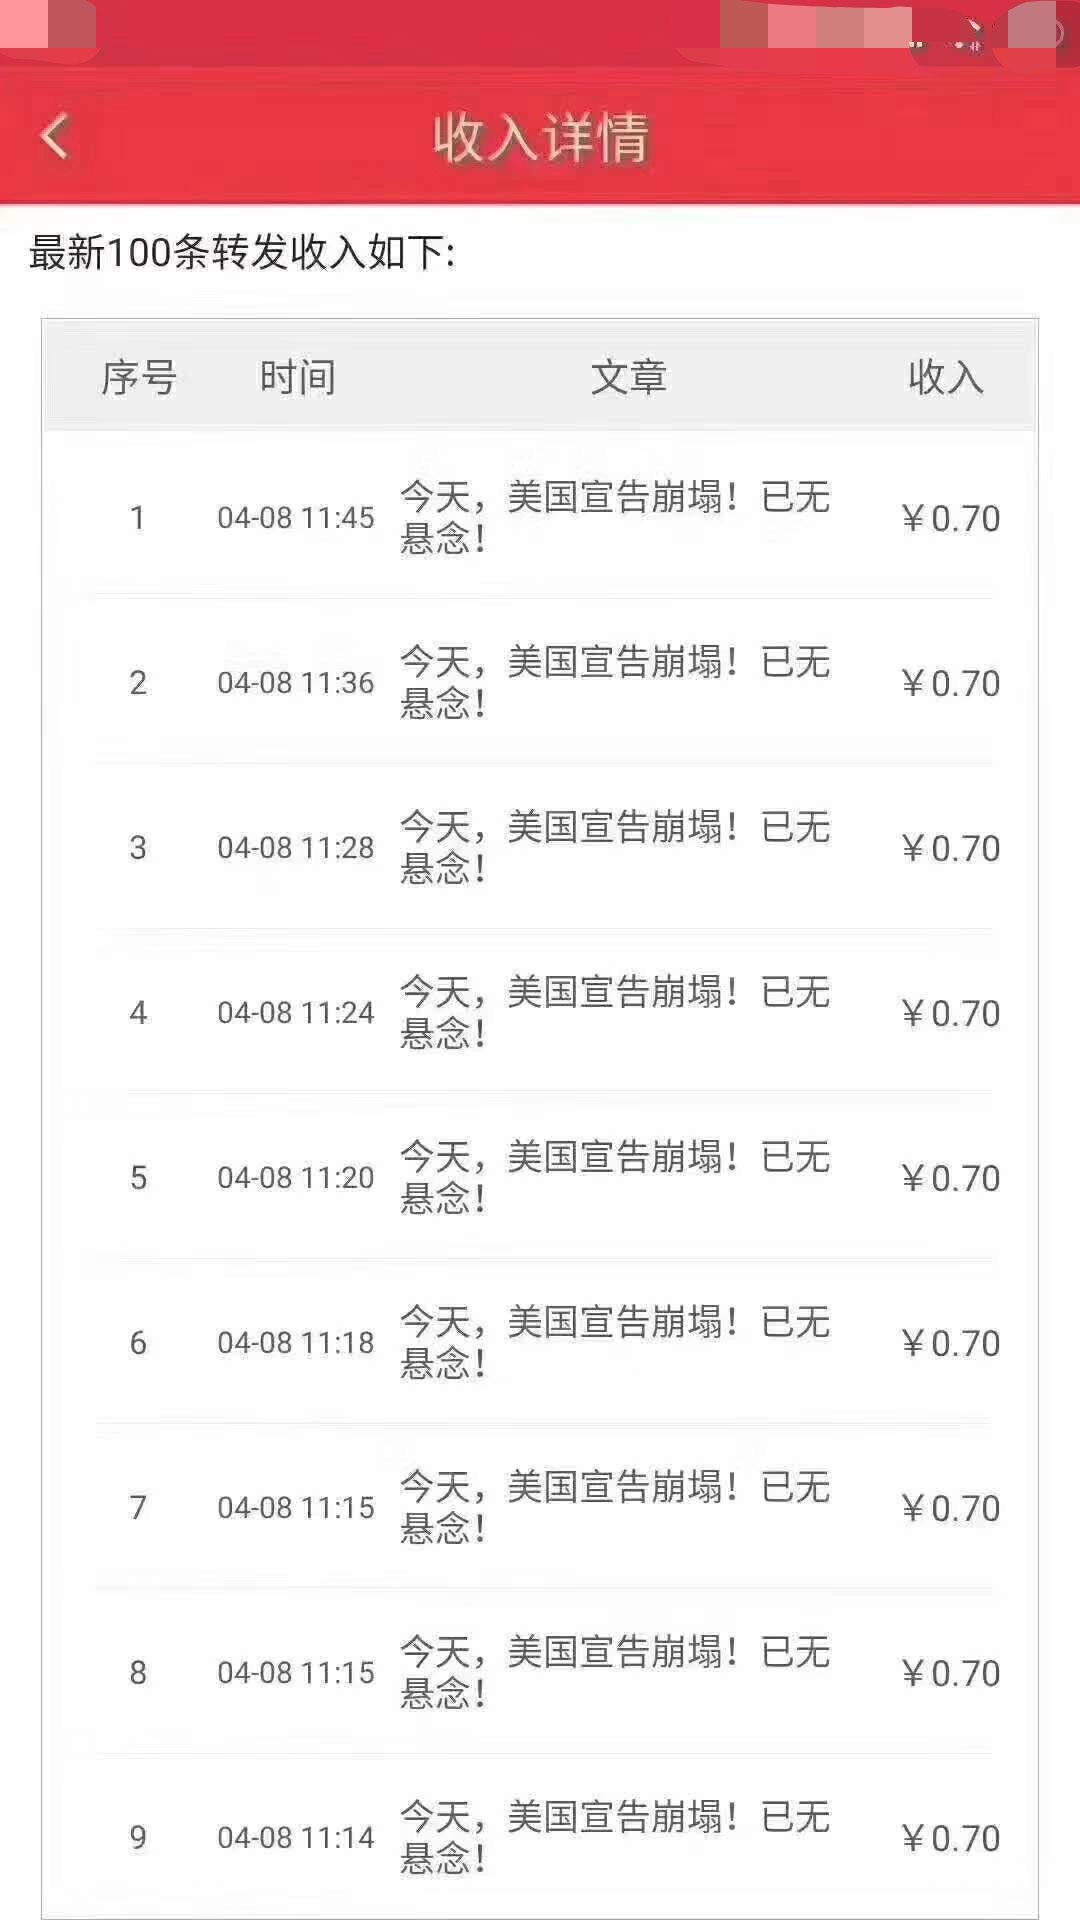 收入详情
最新100条转发收入如下:
序号 时间 文章 收入
1 04-08 11:45 今天，美国宣告崩塌！已无 ￥0.70
悬念！
2 04-08 11:36 今天，美国宣告崩塌！已无 ￥0.70
悬念！
3 04-08 11:28 今天，美国宣告崩塌！已无 ￥0.70
悬念！
4 04-08 11:24 今天，美国宣告崩塌！已无 ￥0.70
悬念！
5 04-08 11:20 今天，美国宣告崩塌！已无 ￥0.70
悬念！
6 04-08 11:18 今天，美国宣告崩塌！已无 ￥0.70
悬念！
7 04-08 11:15 今天，美国宣告崩塌！已无 ￥0.70
悬念！
8 04-08 11:15 今天，美国宣告崩塌！已无 ￥0.70
悬念！
9 04-08 11:14 今天，美国宣告崩塌！已无 ￥0.70
悬念！